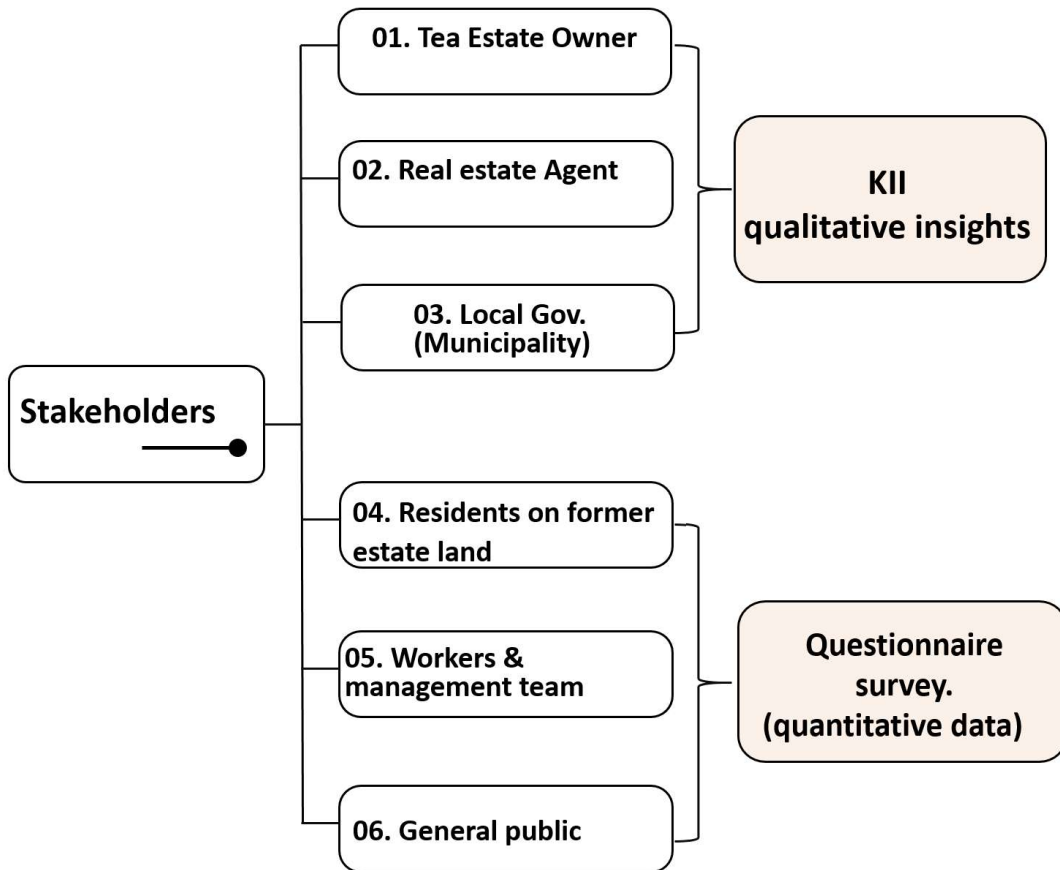 01. Tea Estate Owner
02. Real estate Agent
03. Local Gov.
(Municipality)
KII
qualitative insights
Stakeholders
04. Residents on former
estate land
05. Workers &
management team
06. General public
Questionnaire
survey.
(quantitative data)